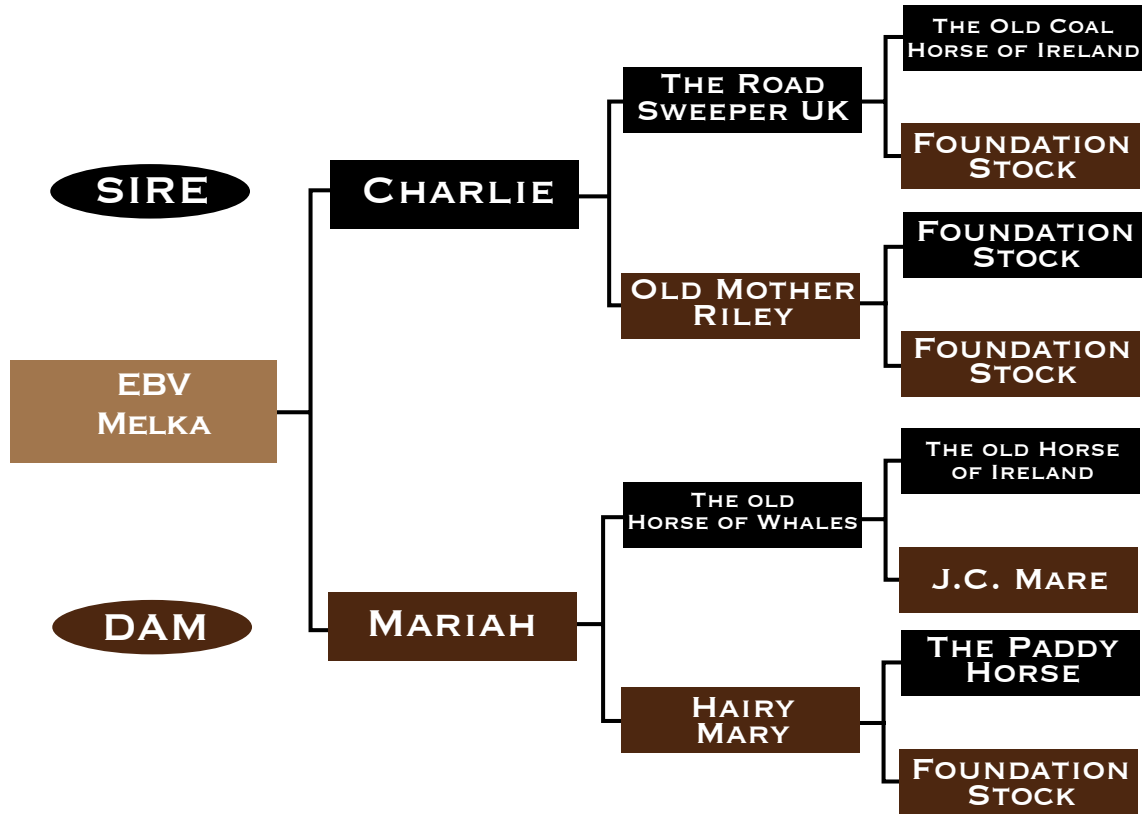 The Old Coal
Horse of Ireland
The Road
Sweeper UK
Foundation
Stock
SIRE
Charlie
Foundation
Stock
Old Mother
Riley
Foundation
Stock
EBV
Melka
The old Horse
of Ireland
The old
Horse of Whales
J.C. Mare
DAM
Mariah
The Paddy
Horse
Hairy
Mary
Foundation
Stock